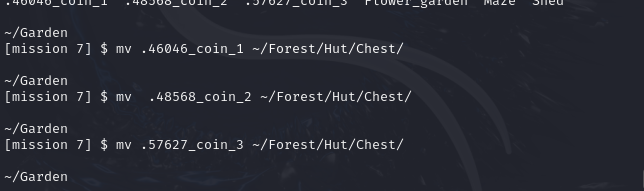 .46046_coin_1  .48568_coin_2  .57627_coin_3  Flower_garden  Maze  Shed
~/Garden
[mission 7] $ mv .46046_coin_1 ~/Forest/Hut/Chest/
~/Garden
[mission 7] $ mv  .48568_coin_2 ~/Forest/Hut/Chest/
~/Garden
[mission 7] $ mv .57627_coin_3 ~/Forest/Hut/Chest/
~/Garden